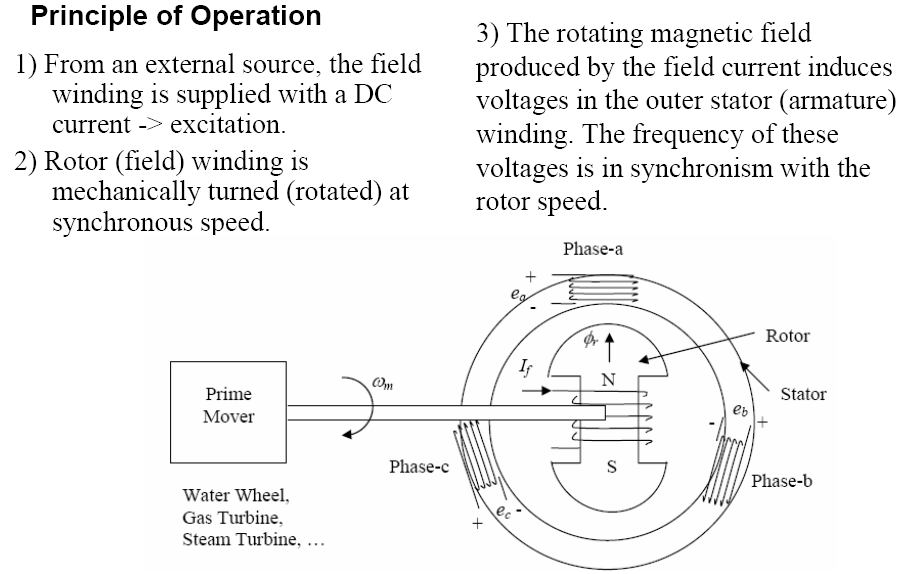 Principle of Operation
1) From an external source, the field
winding is supplied with a DC
current -> excitation.
2) Rotor (field) winding is
mechanically turned (rotated) at
synchronous speed.
3) The rotating magnetic field
produced by the field current induces
voltages in the outer stator (armature)
winding. The frequency of these
voltages is in synchronism with the
rotor speed.
Phase-a
+
eₐ
-
ϕᵣ
Rotor
I_f
N
ωₘ
Prime
Mover
Stator
e_b
-
+
Phase-c
S
Phase-b
Water Wheel,
Gas Turbine,
Steam Turbine, ...
e_c -
+